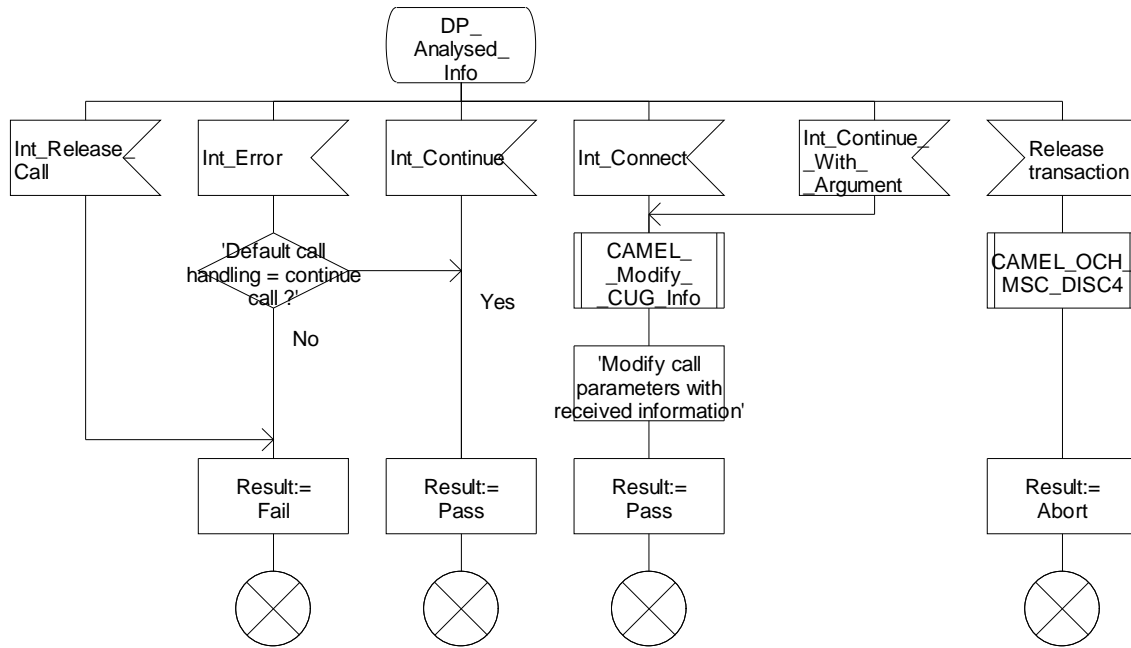 DP_
Analysed_
Info
Int_Release_
Call
Int_Error
Int_Continue
Int_Connect
Int_Continue_
_With_
_Argument
Release
transaction
'Default call
handling = continue
call ?'
Yes
No
CAMEL_
_Modify_
_CUG_Info
CAMEL_OCH_
MSC_DISC4
'Modify call
parameters with
received information'
Result:=
Fail
Result:=
Pass
Result:=
Pass
Result:=
Abort